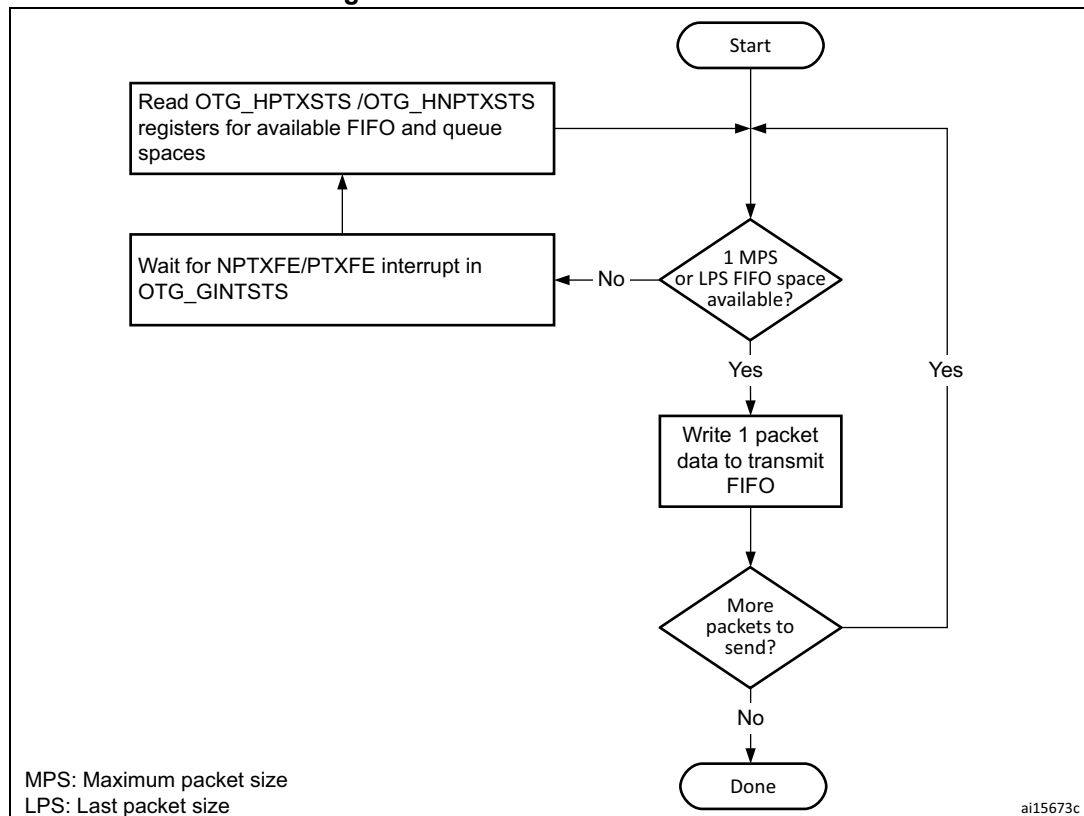 Start
Read OTG_HPTXSTS /OTG_HNPTXSTS
registers for available FIFO and queue
spaces
1 MPS
or LPS FIFO space
available?
No
Wait for NPTXFE/PTXFE interrupt in
OTG_GINTSTS
Yes
Yes
Write 1 packet
data to transmit
FIFO
More
packets to
send?
No
Done
MPS: Maximum packet size
LPS: Last packet size
ai15673c